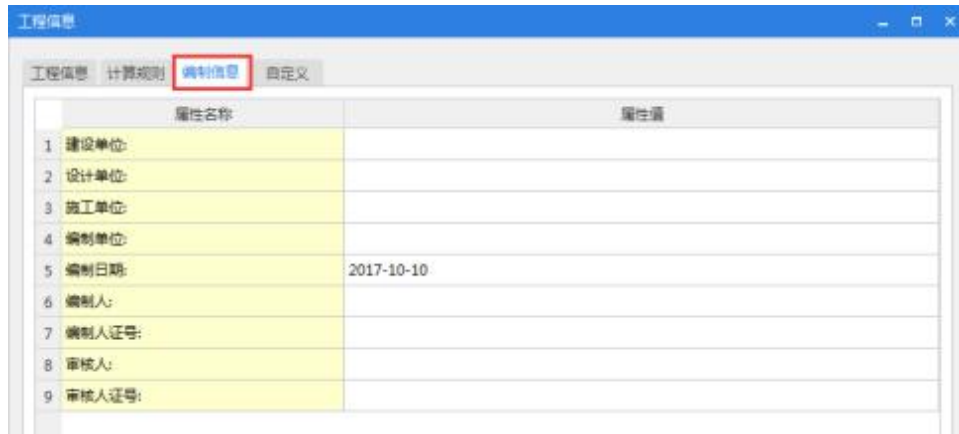 工程信息
工程信息 计算规则 编制信息 自定义
属性名称 属性值
1 建设单位:
2 设计单位:
3 施工单位:
4 编制单位:
5 编制日期: 2017-10-10
6 编制人:
7 编制人证号:
8 审核人:
9 审核人证号: